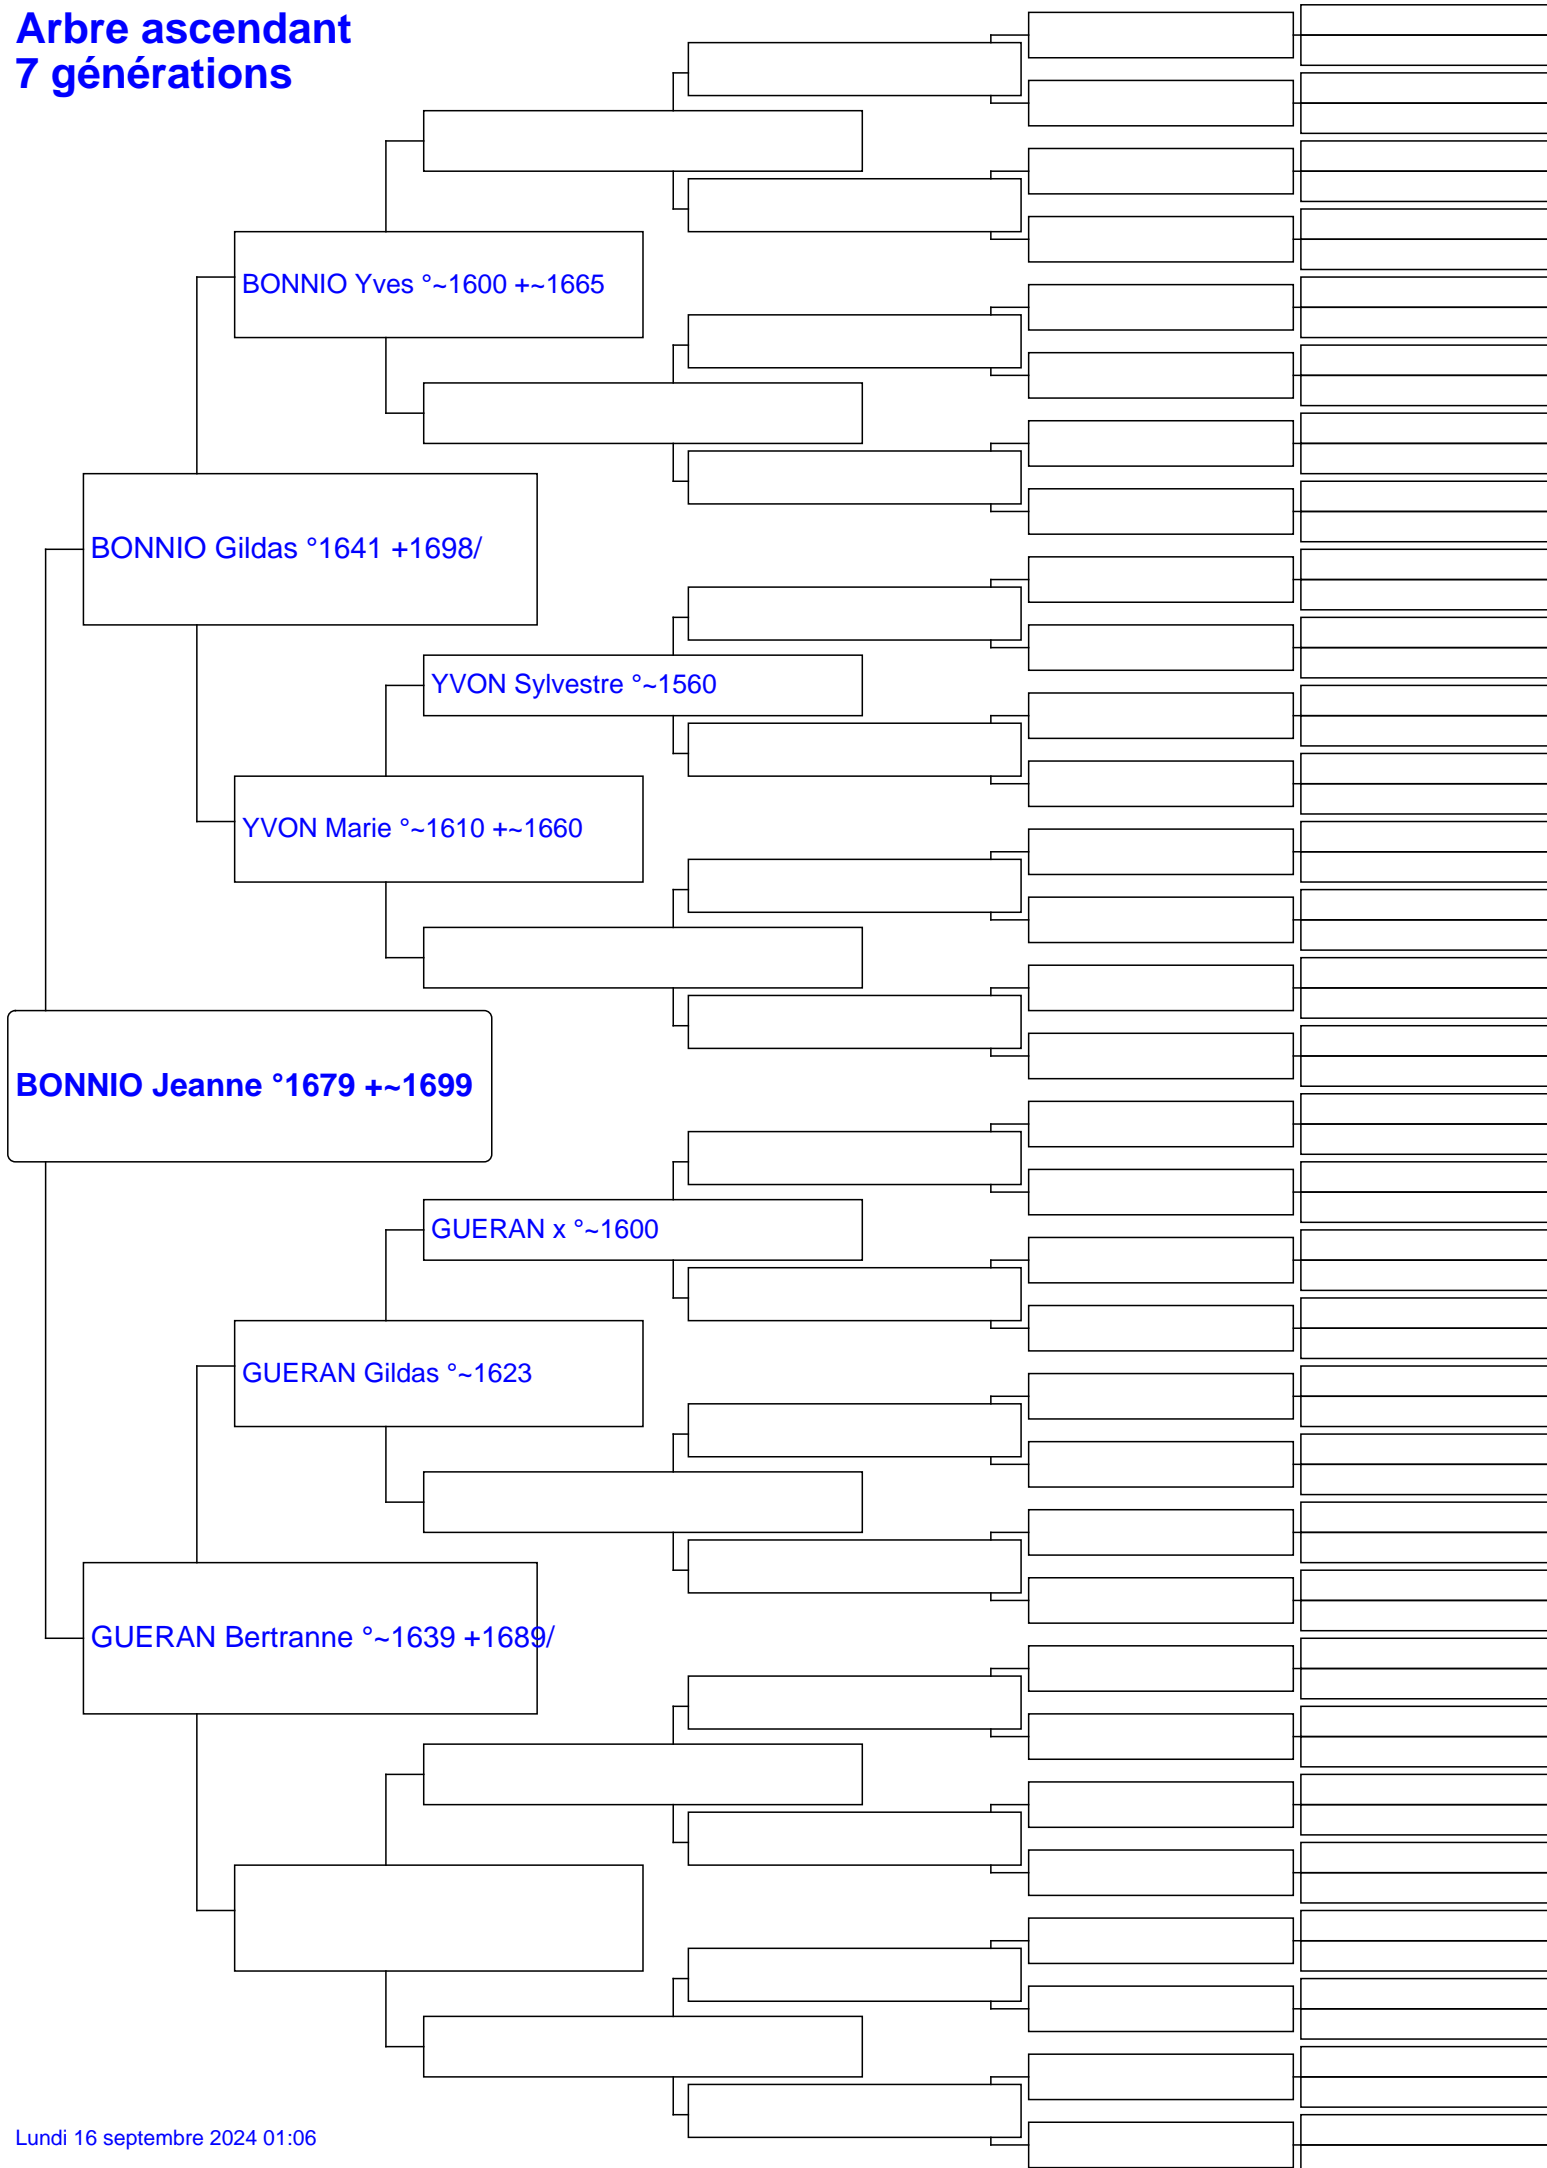 Arbre ascendant
7 générations
BONNIO Yves °~1600 +~1665
BONNIO Gildas °1641 +1698/
YVON Sylvestre °~1560
YVON Marie °~1610 +~1660
BONNIO Jeanne °1679 +~1699
GUERAN x °~1600
GUERAN Gildas °~1623
GUERAN Bertranne °~1639 +1689/
Lundi 16 septembre 2024 01:06